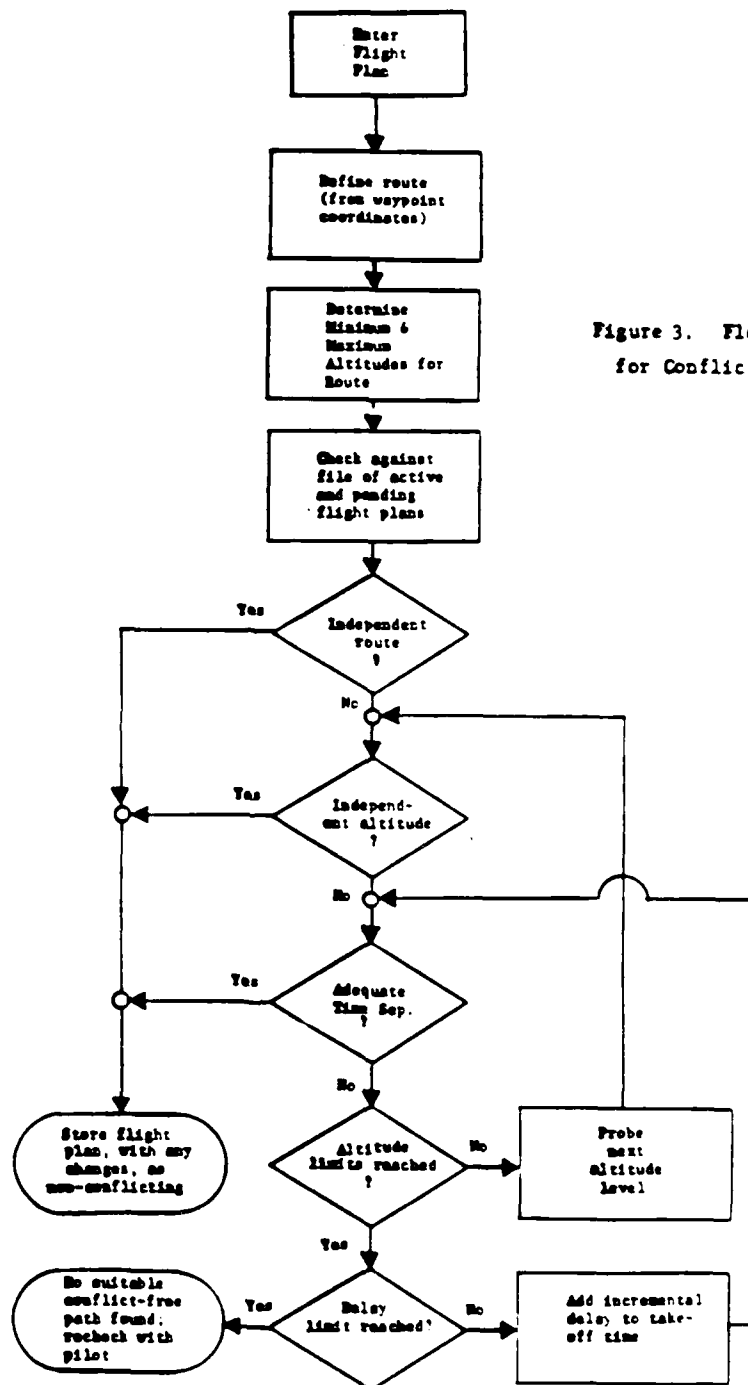 Enter
Flight
Plan
Define route
(from waypoint
coordinates)
Determine
Minimum &
Maximum
Altitudes for
Route
Figure 3. Flo
for Conflic
Check against
file of active
and pending
flight plans
Yes
Independent
route
?
No
Yes
Independ-
ent altitude
?
No
Yes
Adequate
Time Sep.
?
No
Store flight
plan, with any
changes, as
non-conflicting
Altitude
limits reached
?
No
Probe
next
altitude
level
Yes
No suitable
conflict-free
path found;
recheck with
pilot
Yes
Delay
limit reached?
No
Add incremental
delay to take-
off time